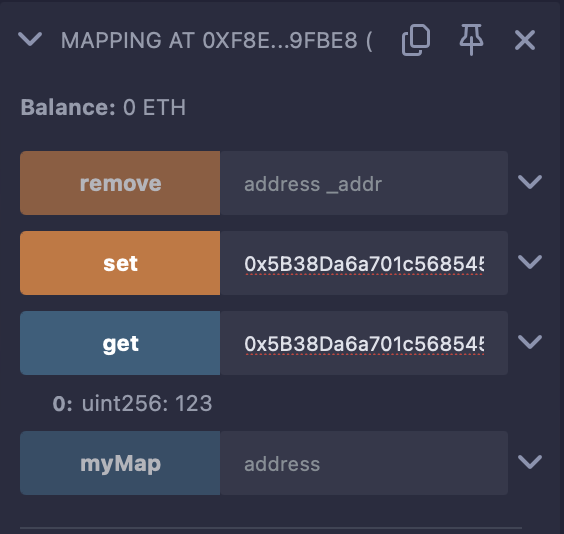 MAPPING AT 0XF8E...9FBE8 (
Balance: 0 ETH
remove address _addr
set 0x5B38Da6a701c568545
get 0x5B38Da6a701c568545
0: uint256: 123
myMap address